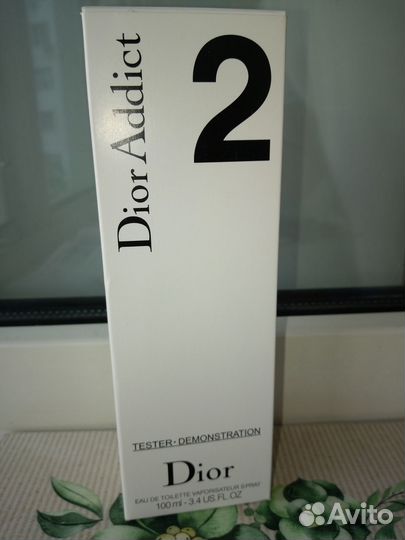 Dior Addict
2
TESTER-DEMONSTRATION
Dior
EAU DE TOILETTE VAPORISATEUR SPRAY
100 ml - 3.4 US. FL. OZ
Avito